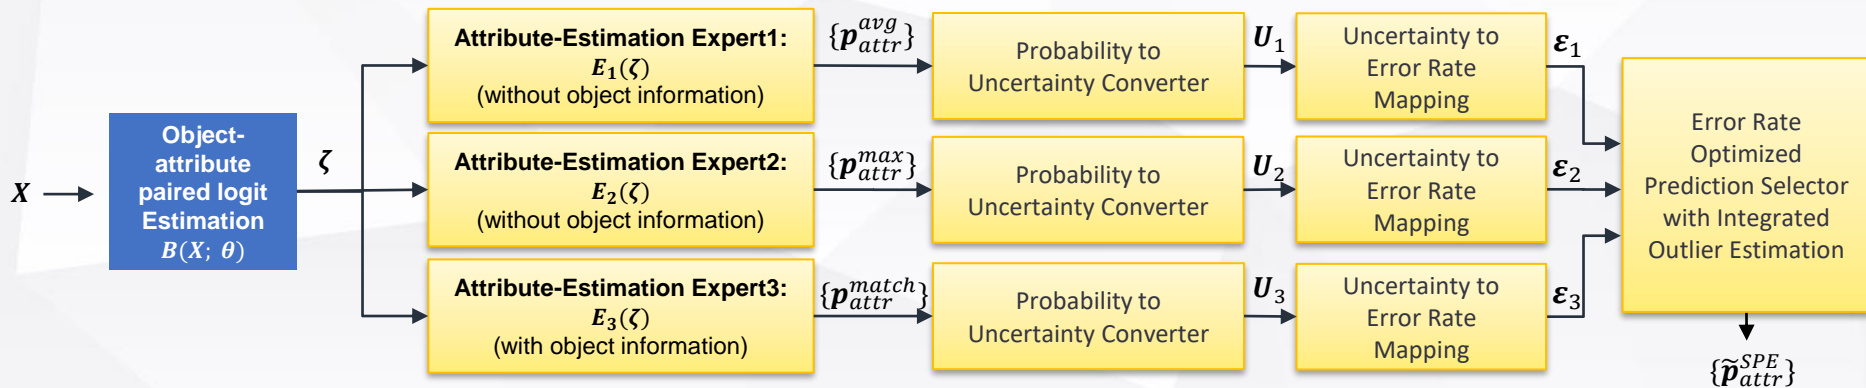 X
Object-
attribute
paired logit
Estimation
B(X; θ)
ζ
Attribute-Estimation Expert1:
E₁(ζ)
(without object information)
{p_attr^avg}
Probability to
Uncertainty Converter
U₁
Uncertainty to
Error Rate
Mapping
ε₁
Attribute-Estimation Expert2:
E₂(ζ)
(without object information)
{p_attr^max}
Probability to
Uncertainty Converter
U₂
Uncertainty to
Error Rate
Mapping
ε₂
Attribute-Estimation Expert3:
E₃(ζ)
(with object information)
{p_attr^match}
Probability to
Uncertainty Converter
U₃
Uncertainty to
Error Rate
Mapping
ε₃
Error Rate
Optimized
Prediction Selector
with Integrated
Outlier Estimation
{p̃_attr^SPE}